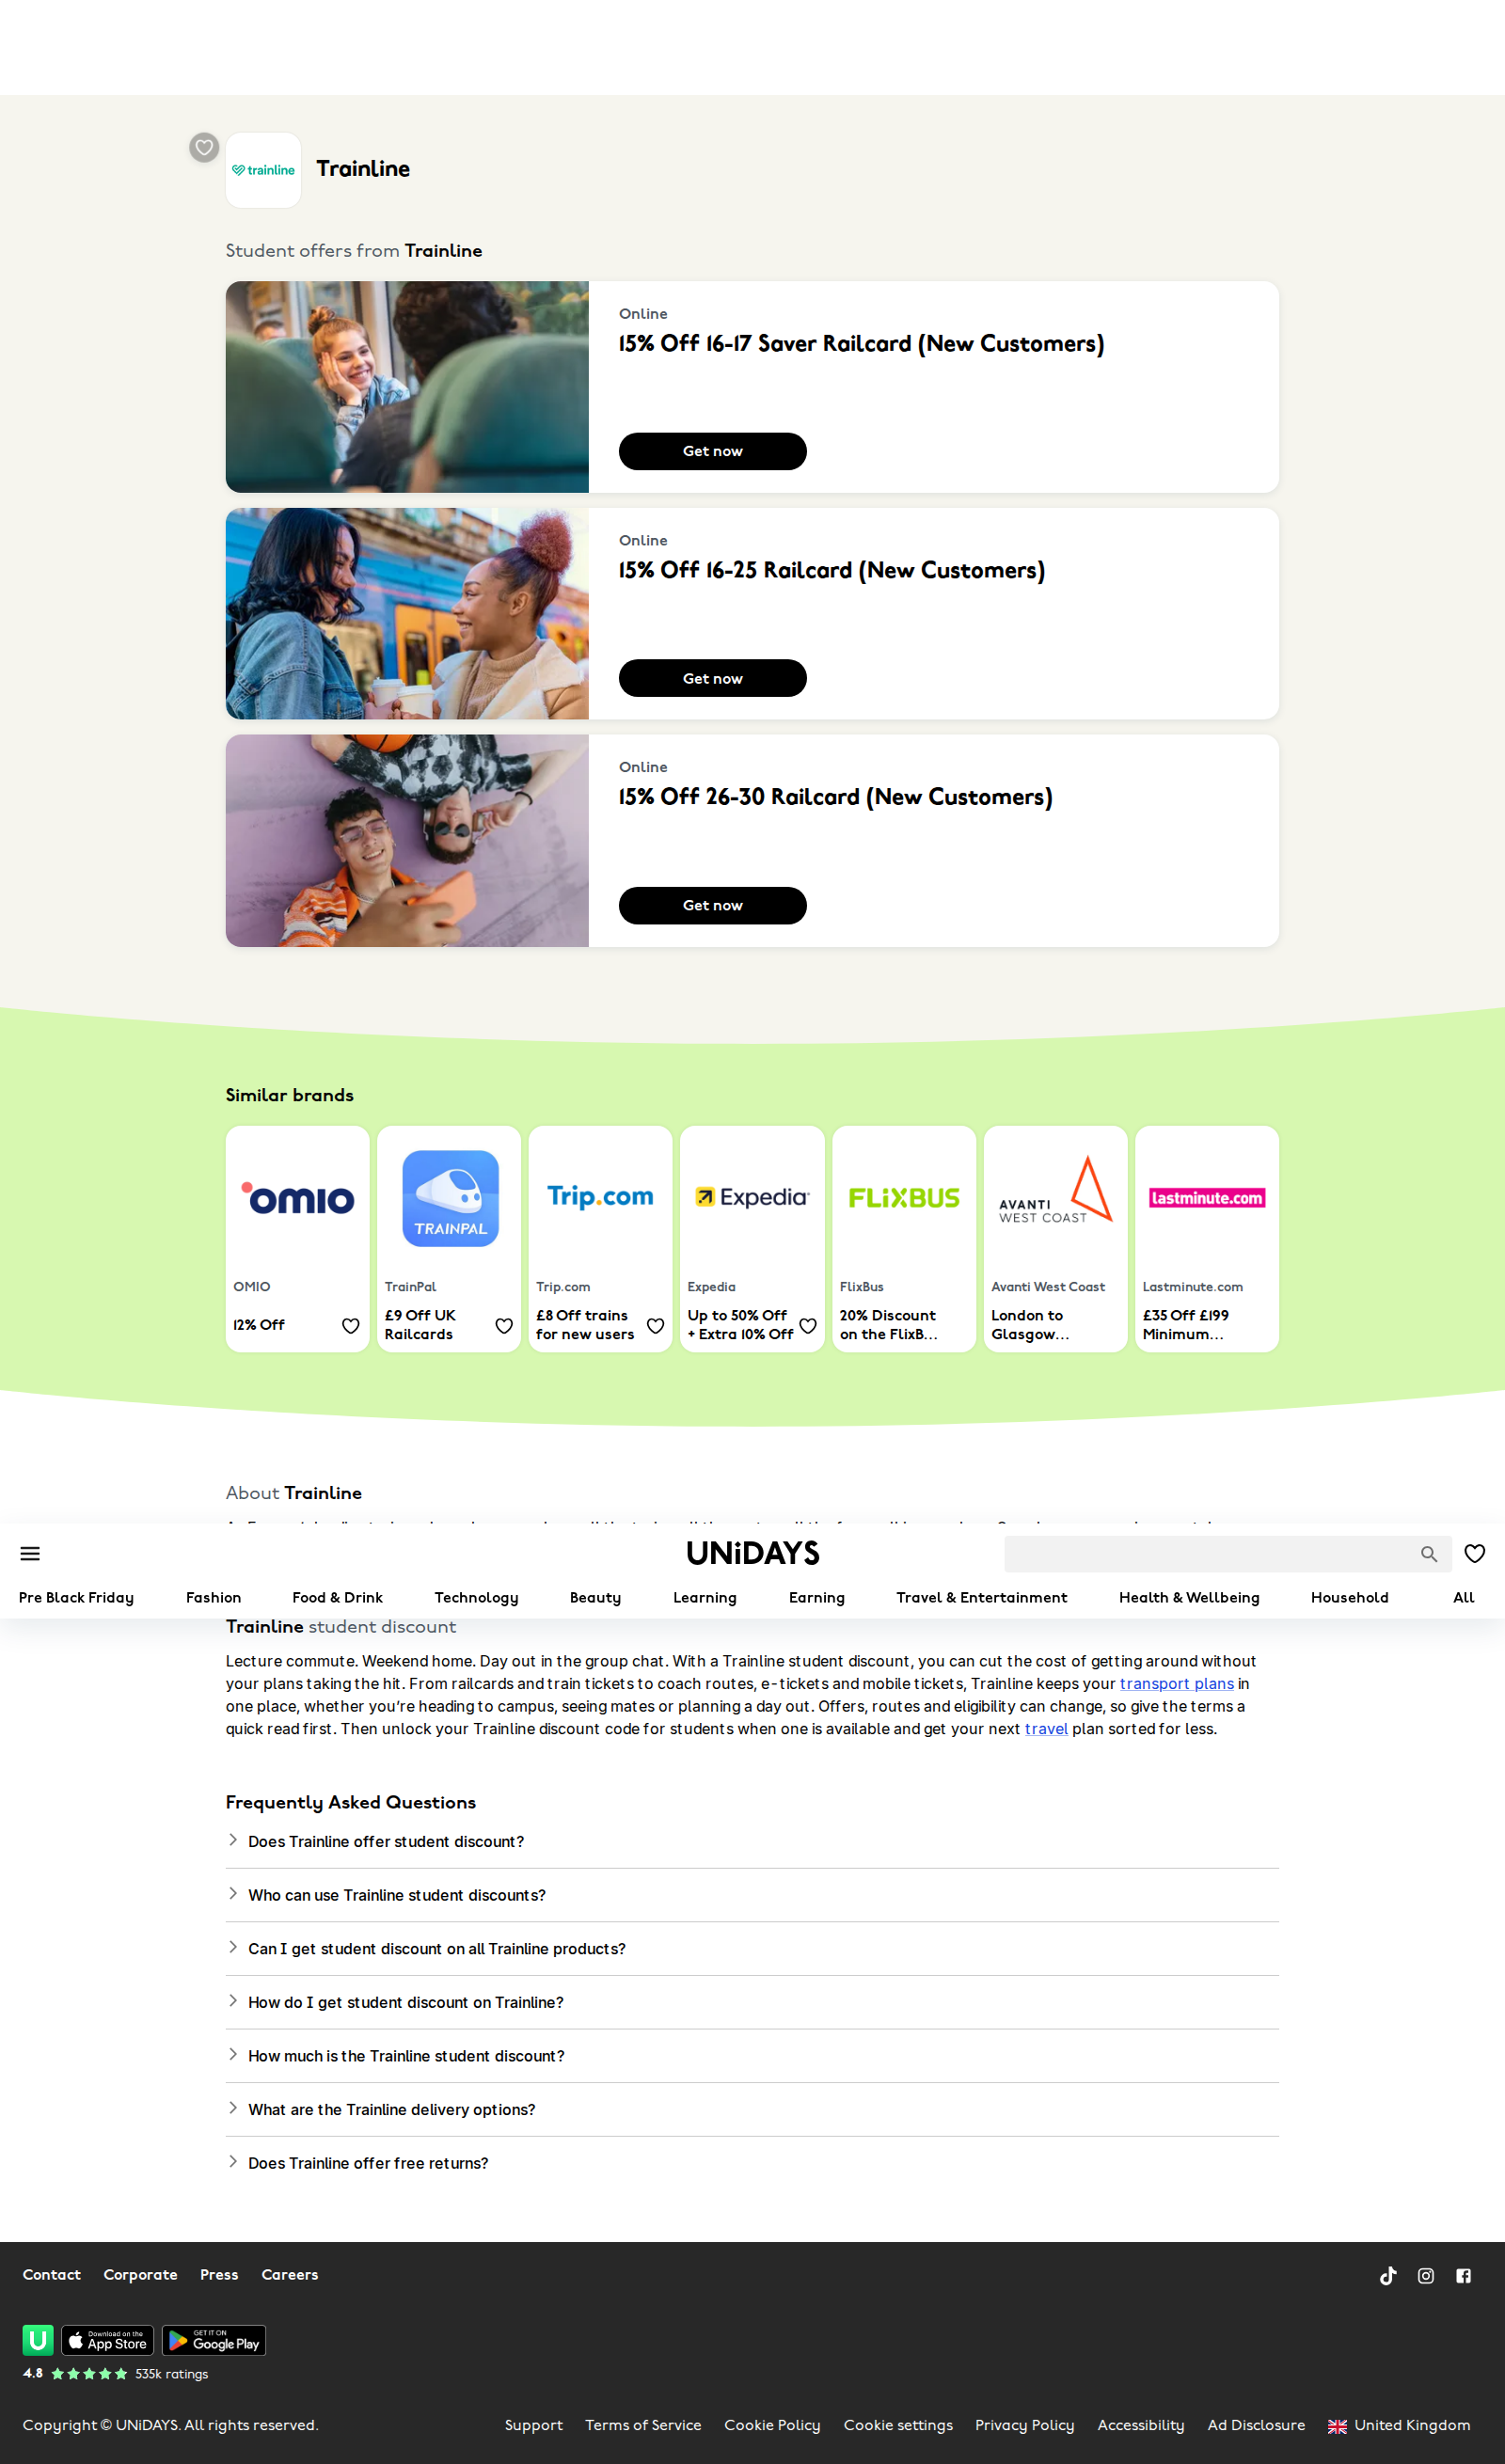 trainline
Trainline
Student offers from Trainline
Online
15% Off 16-17 Saver Railcard (New Customers)
Get now
Online
15% Off 16-25 Railcard (New Customers)
Get now
Online
15% Off 26-30 Railcard (New Customers)
Get now
Similar brands
OMIO
TRAINPAL
Trip.com
Expedia
FLiXBUS
AVANTI
WEST COAST
lastminute.com
OMIO
TrainPal
Trip.com
Expedia
FlixBus
Avanti West Coast
Lastminute.com
12% Off
£9 Off UK
Railcards
£8 Off trains
for new users
Up to 50% Off
+ Extra 10% Off
20% Discount
on the FlixB...
London to
Glasgow...
£35 Off £199
Minimum...
About Trainline
UNiDAYS
Pre Black Friday
Fashion
Food & Drink
Technology
Beauty
Learning
Earning
Travel & Entertainment
Health & Wellbeing
Household
All
Trainline student discount
Lecture commute. Weekend home. Day out in the group chat. With a Trainline student discount, you can cut the cost of getting around without
your plans taking the hit. From railcards and train tickets to coach routes, e-tickets and mobile tickets, Trainline keeps your transport plans in
one place, whether you’re heading to campus, seeing mates or planning a day out. Offers, routes and eligibility can change, so give the terms a
quick read first. Then unlock your Trainline discount code for students when one is available and get your next travel plan sorted for less.
Frequently Asked Questions
Does Trainline offer student discount?
Who can use Trainline student discounts?
Can I get student discount on all Trainline products?
How do I get student discount on Trainline?
How much is the Trainline student discount?
What are the Trainline delivery options?
Does Trainline offer free returns?
Contact
Corporate
Press
Careers
U
Download on the
App Store
GET IT ON
Google Play
4.8
535k ratings
Copyright © UNiDAYS. All rights reserved.
Support
Terms of Service
Cookie Policy
Cookie settings
Privacy Policy
Accessibility
Ad Disclosure
United Kingdom